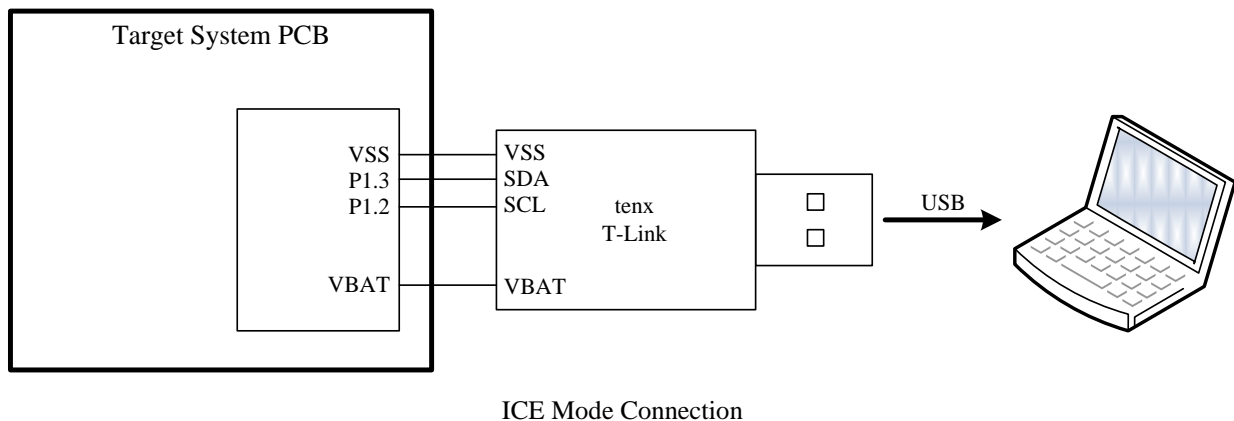 Target System PCB
VSS
P1.3
P1.2
VBAT
VSS
SDA
SCL
VBAT
tenx
T-Link
USB
ICE Mode Connection